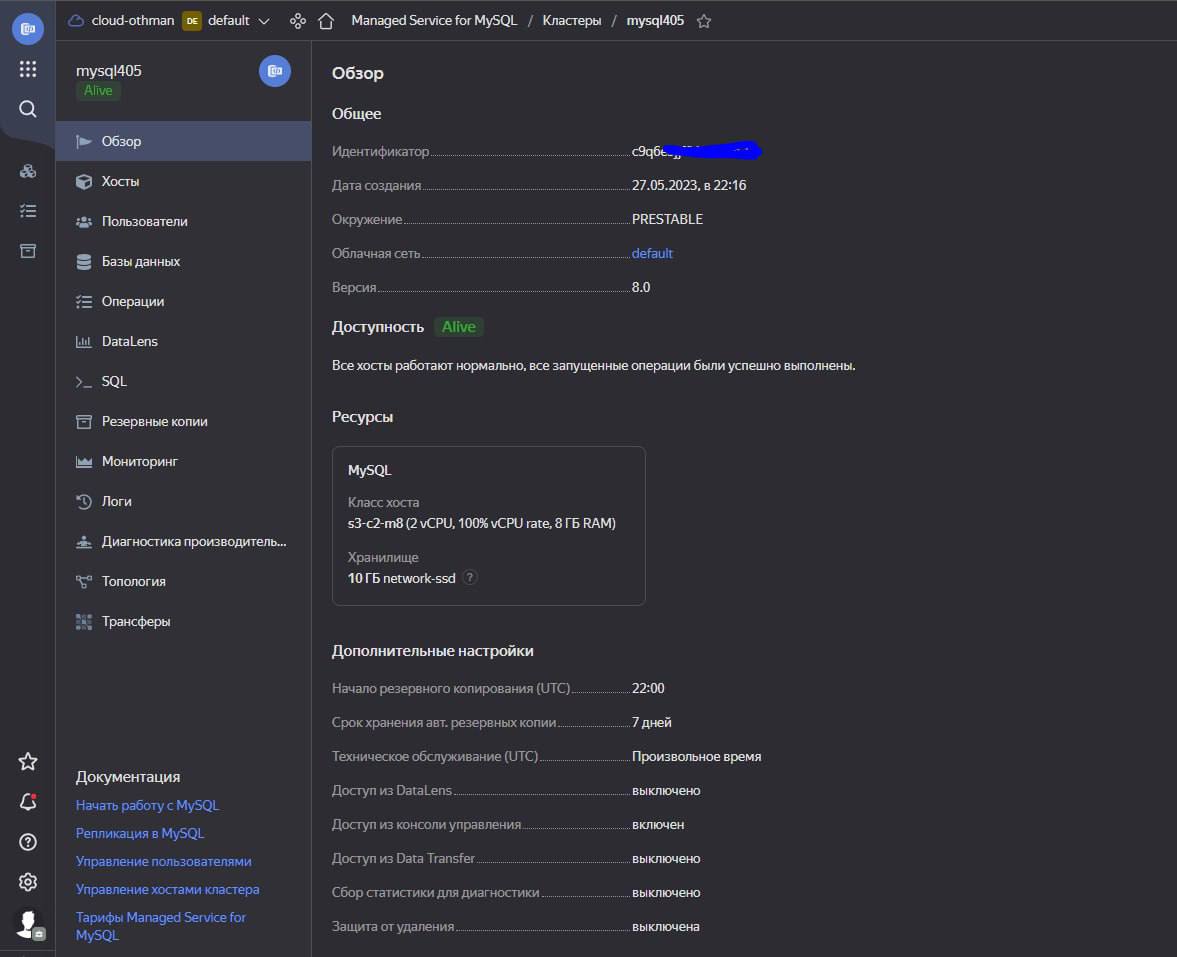 cloud-othman DE default Managed Service for MySQL / Кластеры / mysql405
mysql405
Alive
Обзор
Хосты
Пользователи
Базы данных
Операции
DataLens
SQL
Резервные копии
Мониторинг
Логи
Диагностика производитель...
Топология
Трансферы
Документация
Начать работу с MySQL
Репликация в MySQL
Управление пользователями
Управление хостами кластера
Тарифы Managed Service for
MySQL
Обзор
Общее
Идентификатор
Дата создания 27.05.2023, в 22:16
Окружение PRESTABLE
Облачная сеть default
Версия 8.0
Доступность Alive
Все хосты работают нормально, все запущенные операции были успешно выполнены.
Ресурсы
MySQL
Класс хоста
s3-c2-m8 (2 vCPU, 100% vCPU rate, 8 ГБ RAM)
Хранилище
10 ГБ network-ssd ?
Дополнительные настройки
Начало резервного копирования (UTC) 22:00
Срок хранения авт. резервных копии 7 дней
Техническое обслуживание (UTC) Произвольное время
Доступ из DataLens выключено
Доступ из консоли управления включен
Доступ из Data Transfer выключено
Сбор статистики для диагностики выключено
Защита от удаления выключена